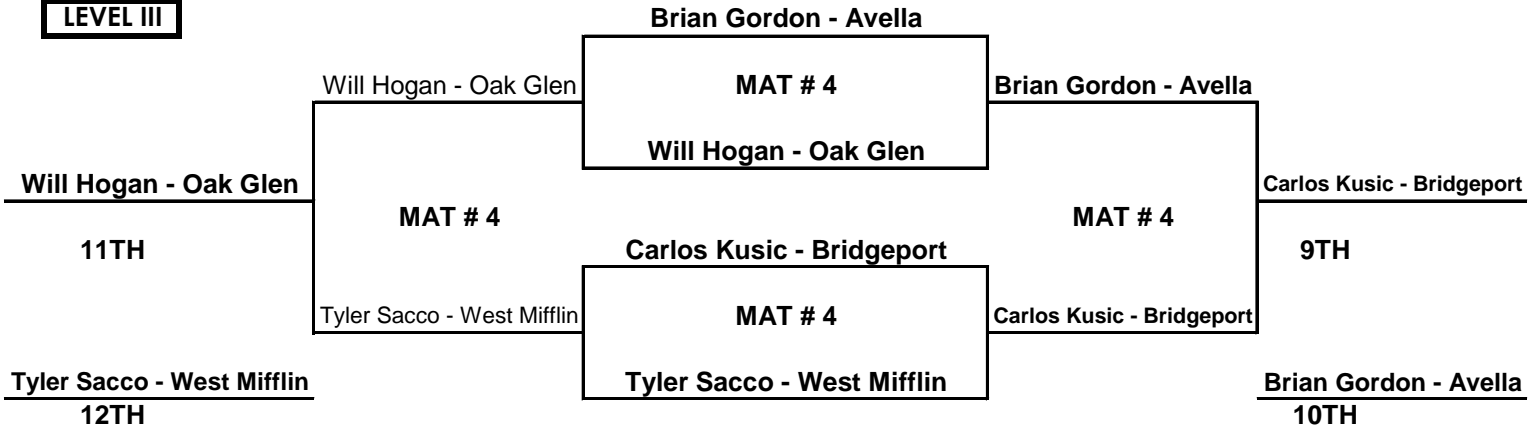 LEVEL III
Brian Gordon - Avella
Will Hogan - Oak Glen
MAT # 4
Brian Gordon - Avella
Will Hogan - Oak Glen
Will Hogan - Oak Glen
Carlos Kusic - Bridgeport
MAT # 4
MAT # 4
11TH
Carlos Kusic - Bridgeport
9TH
Tyler Sacco - West Mifflin
MAT # 4
Carlos Kusic - Bridgeport
Tyler Sacco - West Mifflin
Tyler Sacco - West Mifflin
Brian Gordon - Avella
12TH
10TH